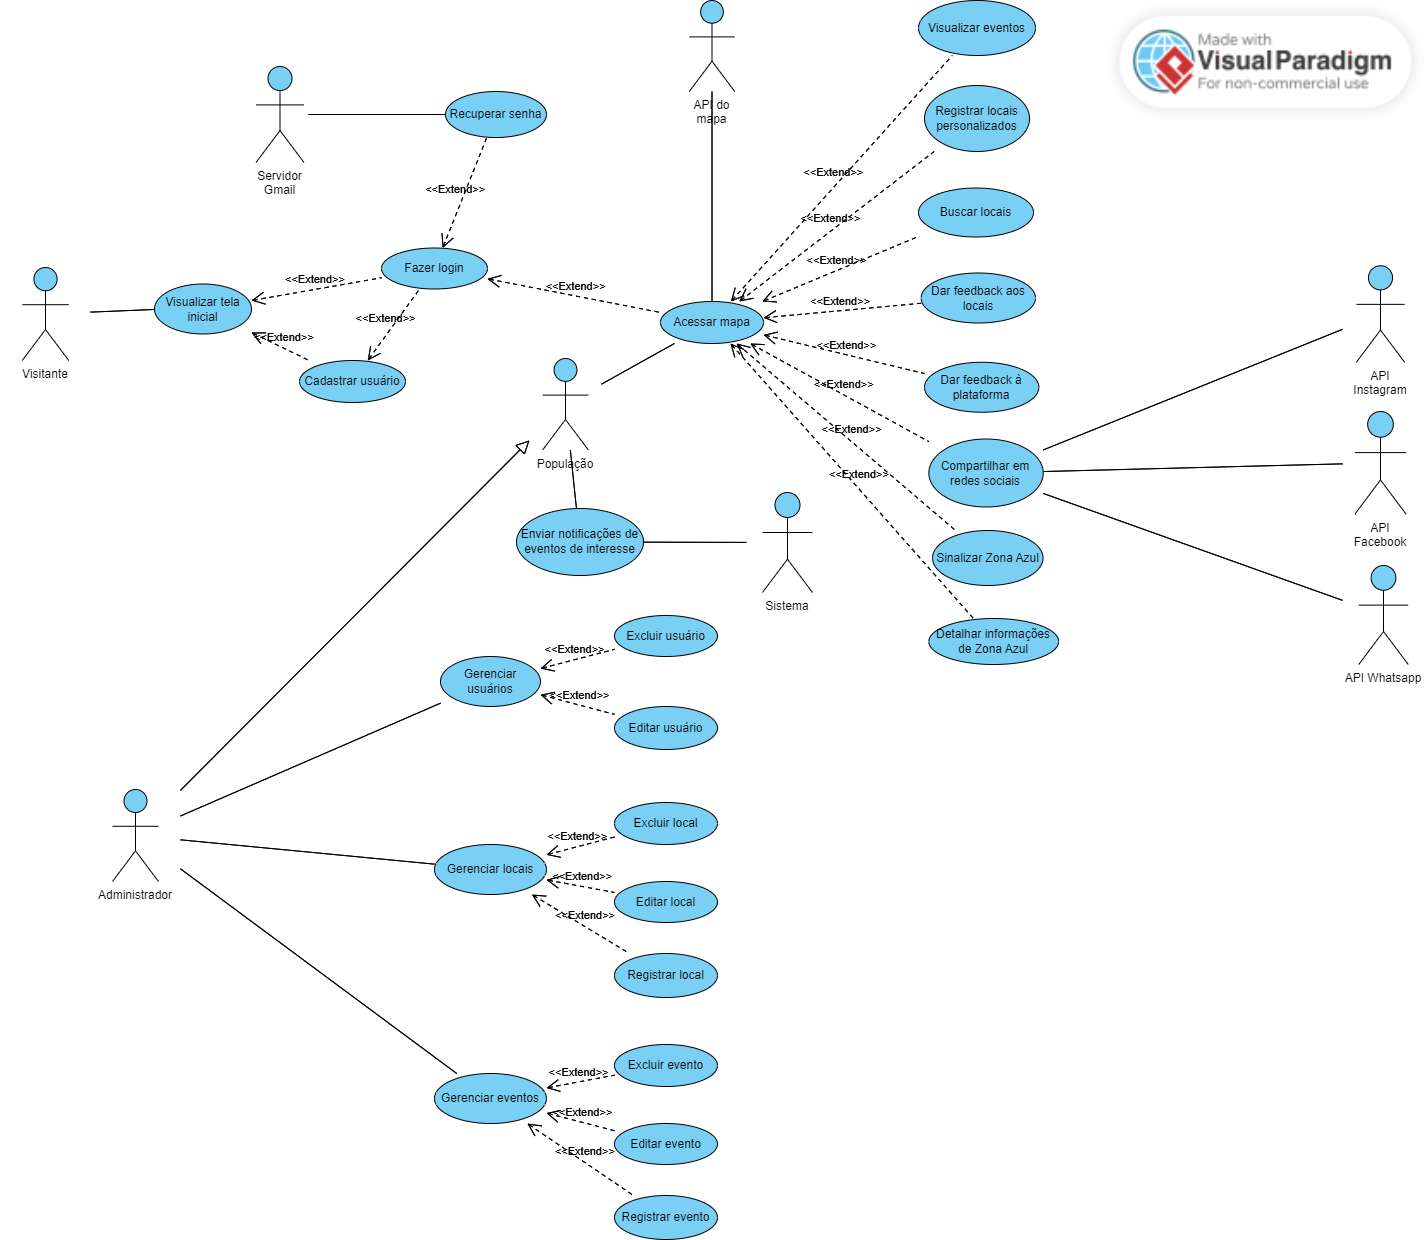 Made with
Visual Paradigm
For non-commercial use
Visualizar eventos
API do
mapa
Registrar locais
personalizados
Recuperar senha
Servidor
Gmail
<<Extend>>
<<Extend>>
<<Extend>>
Buscar locais
<<Extend>>
Fazer login
<<Extend>>
<<Extend>>
Visualizar tela
inicial
<<Extend>>
Dar feedback aos
locais
<<Extend>>
Acessar mapa
<<Extend>>
<<Extend>>
Visitante
Cadastrar usuário
Dar feedback à
plataforma
<<Extend>>
API
Instagram
<<Extend>>
População
Compartilhar em
redes sociais
<<Extend>>
Enviar notificações de
eventos de interesse
API
Facebook
Sinalizar Zona Azul
Sistema
Detalhar informações
de Zona Azul
API Whatsapp
Excluir usuário
<<Extend>>
Gerenciar
usuários
<<Extend>>
Editar usuário
Excluir local
<<Extend>>
Gerenciar locais
<<Extend>>
Administrador
Editar local
<<Extend>>
Registrar local
Excluir evento
<<Extend>>
Gerenciar eventos
<<Extend>>
Editar evento
<<Extend>>
Registrar evento